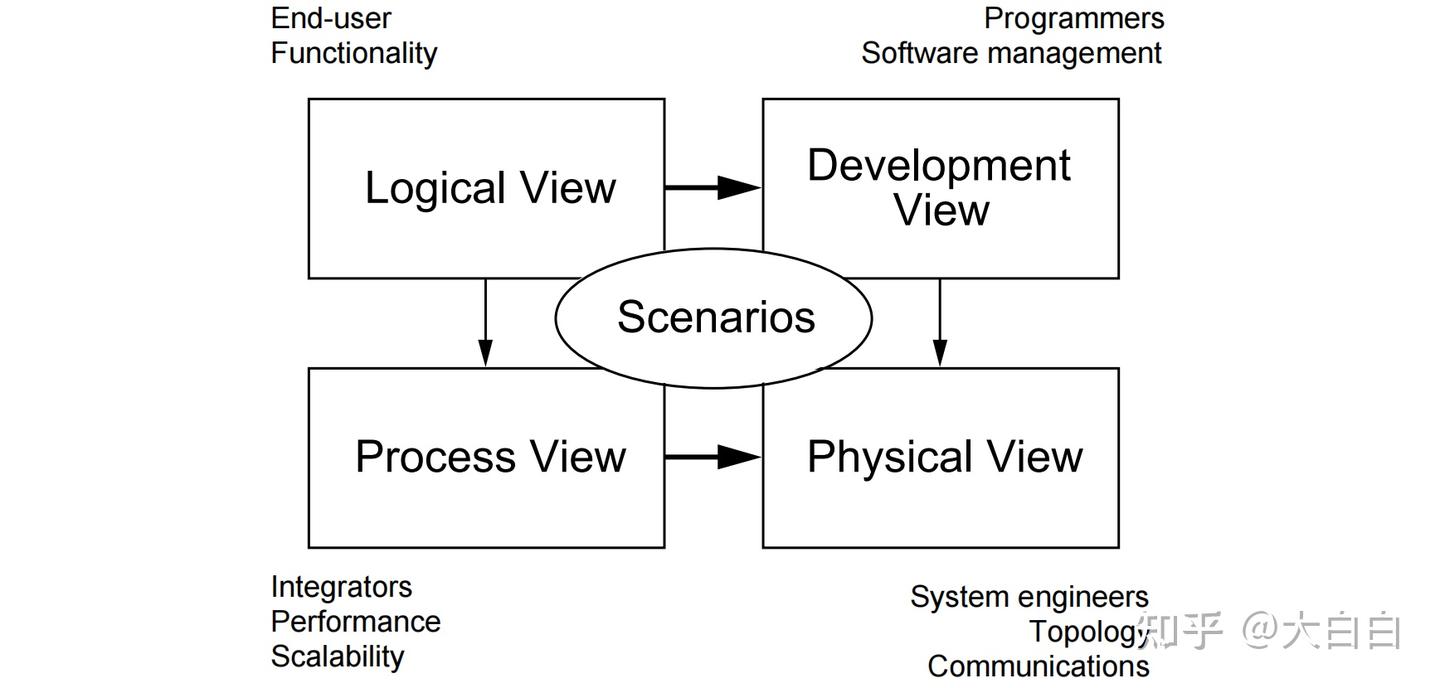 End-user
Functionality
Programmers
Software management
Logical View
Development
View
Scenarios
Process View
Physical View
Integrators
Performance
Scalability
System engineers
Topology
Communications
知乎 @大白白